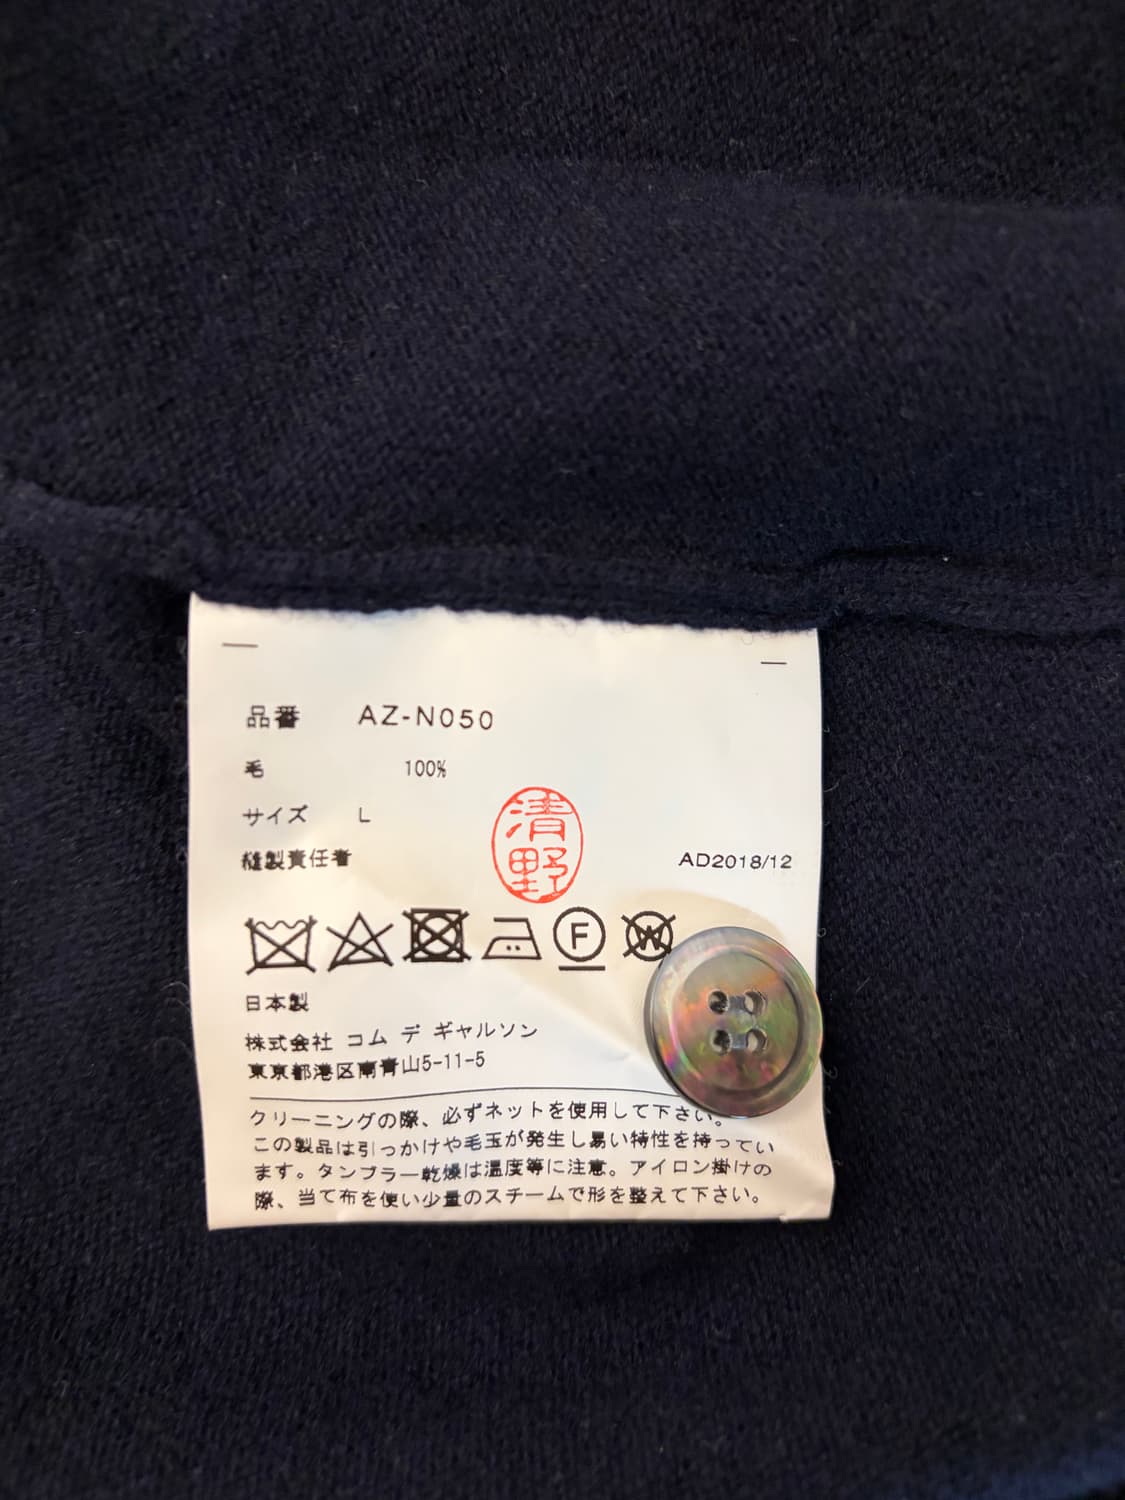 品番 AZ-N050
毛 100%
サイズ L
縫製責任者 清野 AD2018/12
F W
日本製
株式会社 コム デ ギャルソン
東京都港区南青山5-11-5
クリーニングの際、必ずネットを使用して下さい。
この製品は引っかけや毛玉が発生し易い特性を持ってい
ます。タンブラー乾燥は温度等に注意。アイロン掛けの
際、当て布を使い少量のスチームで形を整えて下さい。